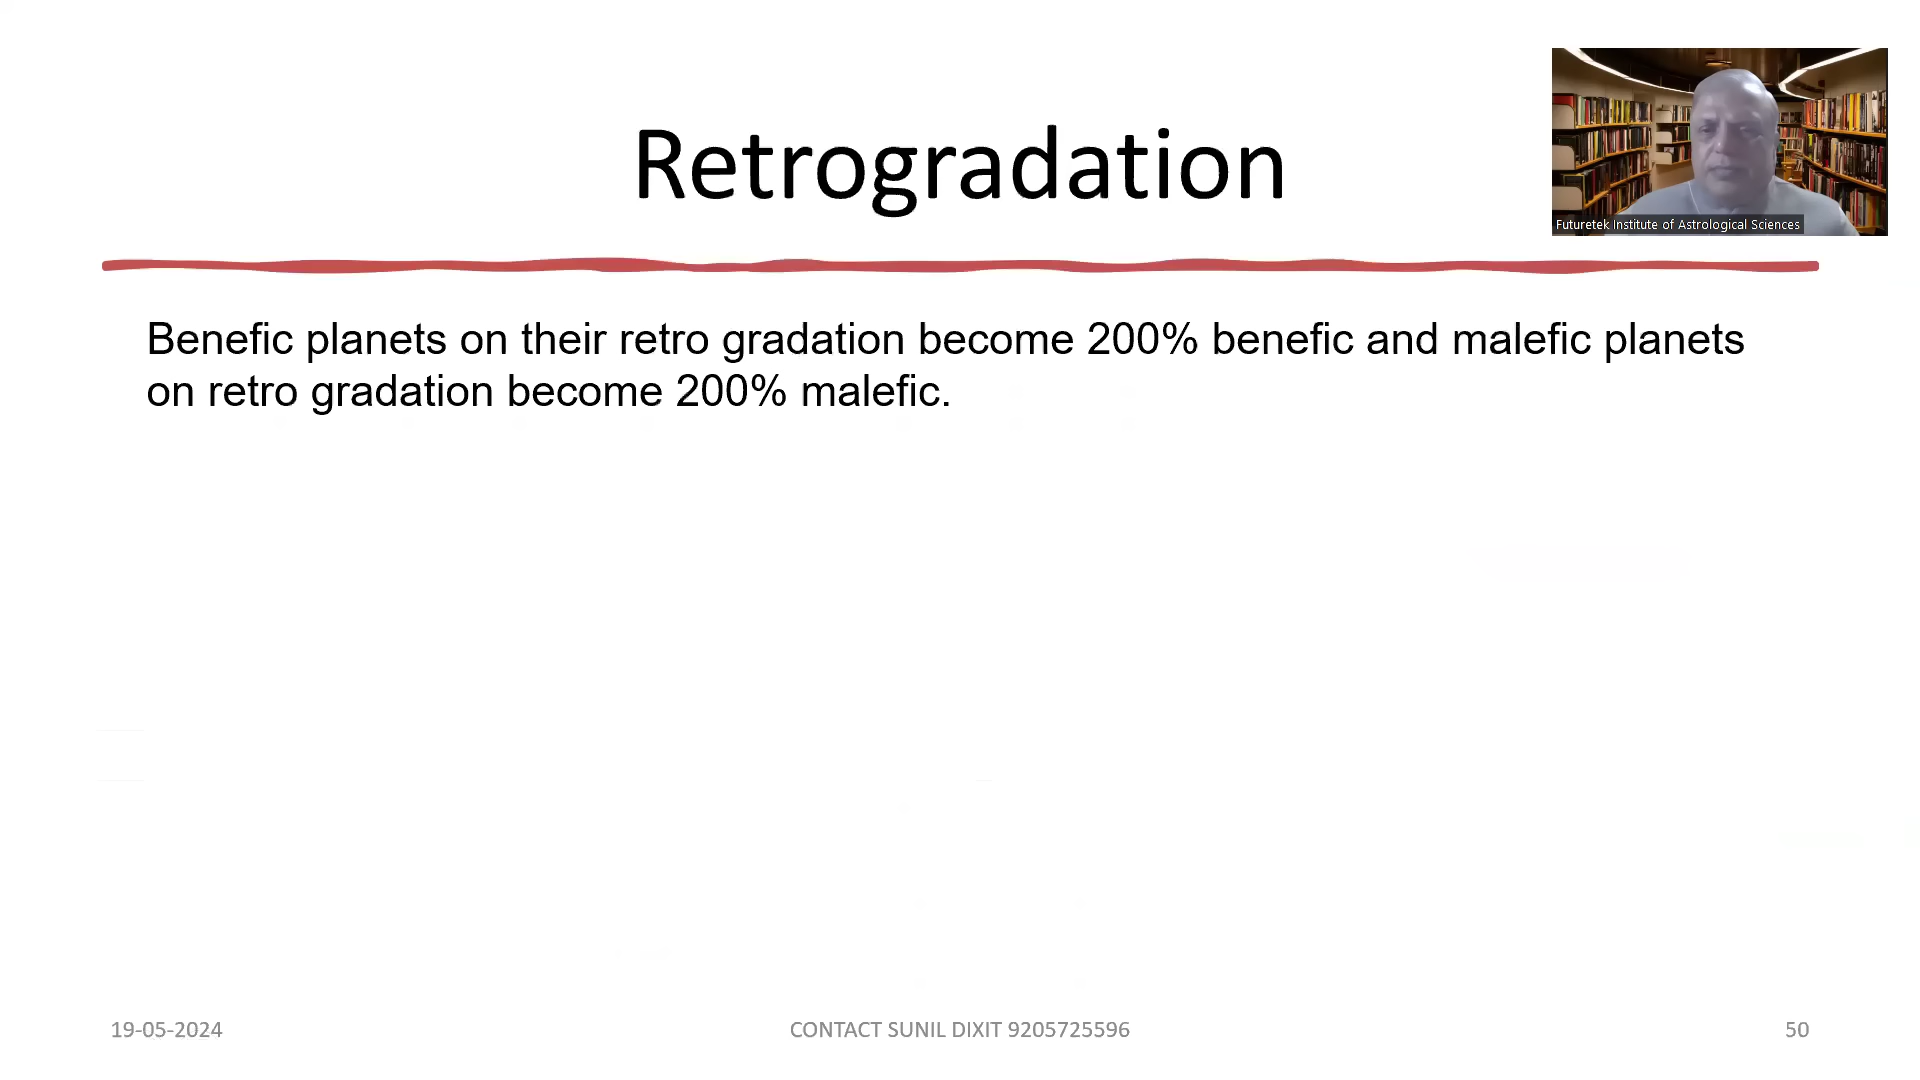 Retrogradation
Futuretek Institute of Astrological Sciences
Benefic planets on their retro gradation become 200% benefic and malefic planets
on retro gradation become 200% malefic.
19-05-2024
CONTACT SUNIL DIXIT 9205725596
50